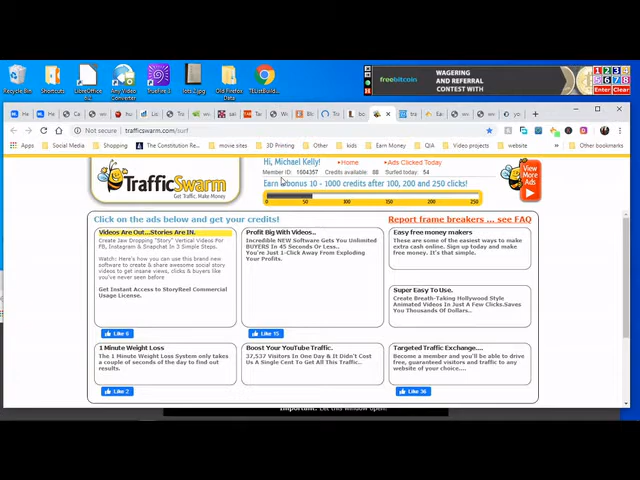 freebitcoin
WAGERING
AND REFERRAL
CONTEST WITH
1 2 3 4
Enter Clear
Recycle Bin
Shortcuts
LibreOffice
Any Video
Converter
lots 2.jpg
Old Firefox
Data
Not secure | trafficswarm.com/surf
Apps
Social Media
Shopping
The Constitution Re...
movie sites
3D Printing
Other
Kodi
QIA
Video projects
website
Other bookmarks
TrafficSwarm
Hi, Michael Kelly!
Home
Ads Clicked Today
Member ID: 1004357
Credits available: 88
Surfed today: 54
Earn a bonus 10 - 1000 credits after 100, 200 and 250 clicks!
0 50 100 150 200 250
View
More
Ads
Click on the ads below and get your credits!
Report frame breakers ... see FAQ
Videos Are Out...Stories Are IN.
Create Jaw Dropping "Story" Vertical Videos For
FB, Instagram & Snapchat In 3 Simple Steps.
Watch: Here's how you can use this brand new
software to create & share awesome social story
videos to get insane views, clicks & buyers like
you've never seen before
Get Instant Access to StoryReel Commercial
Usage License.
Like 6
Profit Big With Videos..
Incredible NEW Software Gets You Unlimited
BUYERS In 45 Seconds Or Less..
You're Just 1-Click Away From Exploding
Your Profits.
Like 15
Easy free money makers
These are some of the easiest ways to make
extra cash online. Sign up today and make
free money. It's that simple.
Super Easy To Use.
Create Breath-Taking Hollywood Style
Animated Videos In Just A Few Clicks.Saves
You Thousands Of Dollars..
1 Minute Weight Loss
The 1 Minute Weight Loss System only takes
a couple of seconds of the day to find out
results.
Like 2
Boost Your YouTube Traffic.
37,537 Visitors In One Day & It Didn't Cost
Us A Single Cent To Get All This Traffic..
Targeted Traffic Exchange....
Become a member and you'll be able to drive
free, guaranteed visitors and traffic to any
website of your choice....
Like 36
Important: Let this window open!